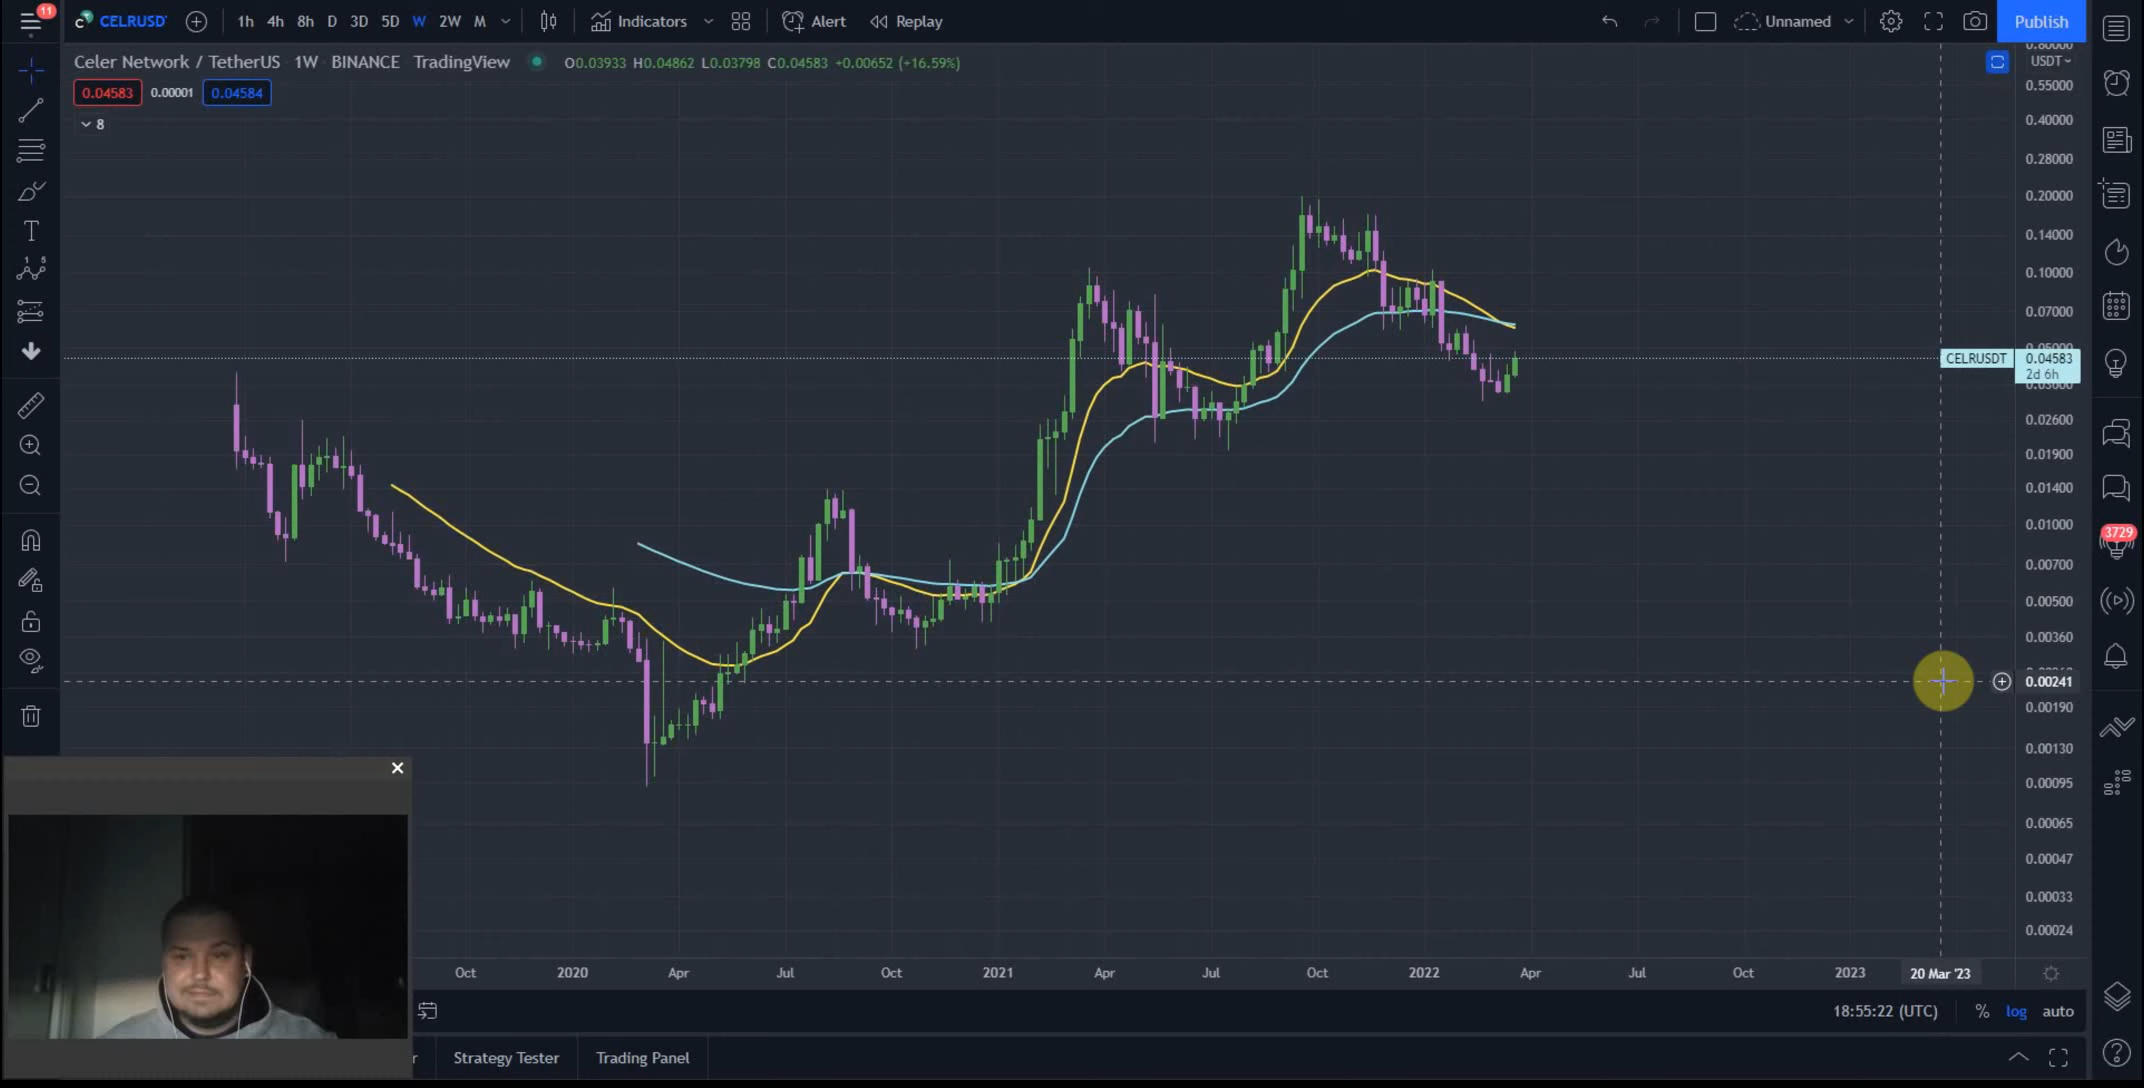 11
CELRUSD
1h 4h 8h D 3D 5D W 2W M
Indicators
Alert
Replay
Unnamed
Publish
Celer Network / TetherUS 1W BINANCE TradingView
O0.03933 H0.04862 L0.03798 C0.04583 +0.00652 (+16.59%)
USDT
0.04583 0.00001 0.04584
8
0.80000
0.55000
0.40000
0.28000
0.20000
0.14000
0.10000
0.07000
CELRUSDT 0.04583
2d 6h
0.02600
0.01900
0.01400
0.01000
3729
0.00700
0.00500
0.00360
0.00241
0.00190
0.00130
0.00095
0.00065
0.00047
0.00033
0.00024
Oct 2020 Apr Jul Oct 2021 Apr Jul Oct 2022 Apr Jul Oct 2023 20 Mar '23
18:55:22 (UTC) % log auto
Strategy Tester Trading Panel